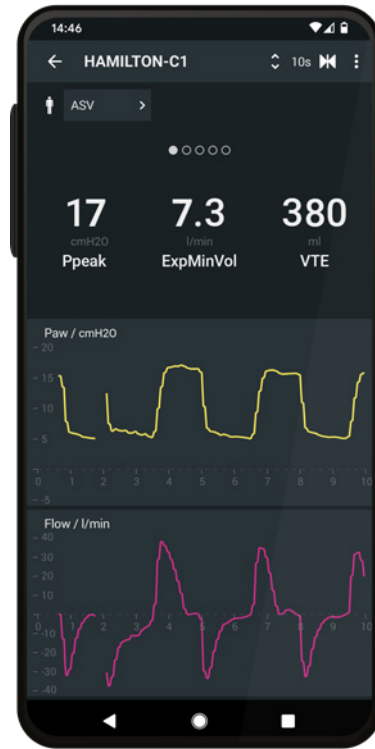 14:46
HAMILTON-C1 10s
ASV
17 7.3 380
cmH2O l/min ml
Ppeak ExpMinVol VTE
Paw / cmH2O
20
15
10
5
0 1 2 3 4 5 6 7 8 9 10
-5
Flow / l/min
40
30
20
10
0 1 2 3 4 5 6 7 8 9 10
-10
-20
-30
-40